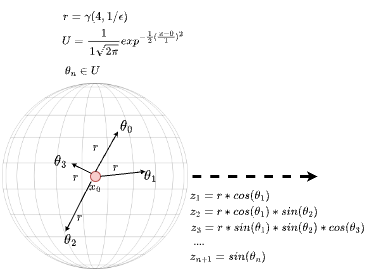 r = γ(4, 1/ϵ)
U = 1/(1√2π) exp^{-1/2((x-0)/1)^2}
θ_n ∈ U
θ_0
r
θ_3
r
r
θ_1
x_0
r
θ_2
z_1 = r * cos(θ_1)
z_2 = r * cos(θ_1) * sin(θ_2)
z_3 = r * sin(θ_1) * sin(θ_2) * cos(θ_3)
....
z_{n+1} = sin(θ_n)